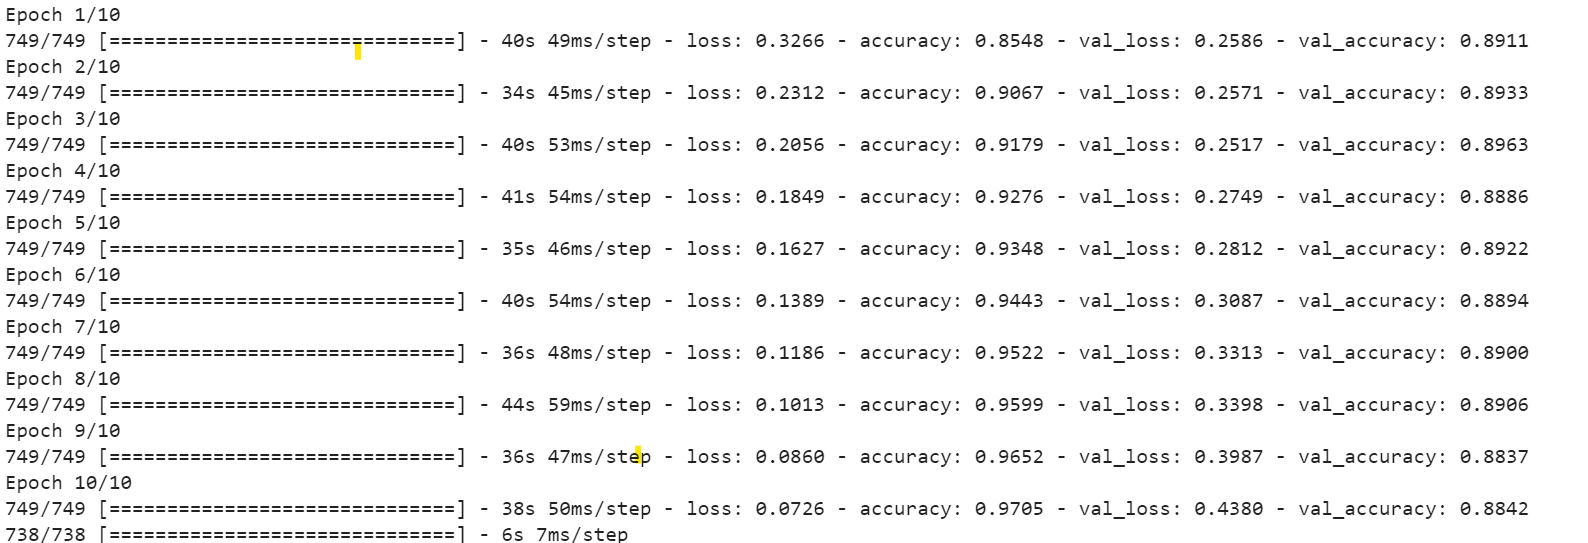 Epoch 1/10
749/749 [==============================] - 40s 49ms/step - loss: 0.3266 - accuracy: 0.8548 - val_loss: 0.2586 - val_accuracy: 0.8911
Epoch 2/10
749/749 [==============================] - 34s 45ms/step - loss: 0.2312 - accuracy: 0.9067 - val_loss: 0.2571 - val_accuracy: 0.8933
Epoch 3/10
749/749 [==============================] - 40s 53ms/step - loss: 0.2056 - accuracy: 0.9179 - val_loss: 0.2517 - val_accuracy: 0.8963
Epoch 4/10
749/749 [==============================] - 41s 54ms/step - loss: 0.1849 - accuracy: 0.9276 - val_loss: 0.2749 - val_accuracy: 0.8886
Epoch 5/10
749/749 [==============================] - 35s 46ms/step - loss: 0.1627 - accuracy: 0.9348 - val_loss: 0.2812 - val_accuracy: 0.8922
Epoch 6/10
749/749 [==============================] - 40s 54ms/step - loss: 0.1389 - accuracy: 0.9443 - val_loss: 0.3087 - val_accuracy: 0.8894
Epoch 7/10
749/749 [==============================] - 36s 48ms/step - loss: 0.1186 - accuracy: 0.9522 - val_loss: 0.3313 - val_accuracy: 0.8900
Epoch 8/10
749/749 [==============================] - 44s 59ms/step - loss: 0.1013 - accuracy: 0.9599 - val_loss: 0.3398 - val_accuracy: 0.8906
Epoch 9/10
749/749 [==============================] - 36s 47ms/step - loss: 0.0860 - accuracy: 0.9652 - val_loss: 0.3987 - val_accuracy: 0.8837
Epoch 10/10
749/749 [==============================] - 38s 50ms/step - loss: 0.0726 - accuracy: 0.9705 - val_loss: 0.4380 - val_accuracy: 0.8842
738/738 [==============================] - 6s 7ms/step